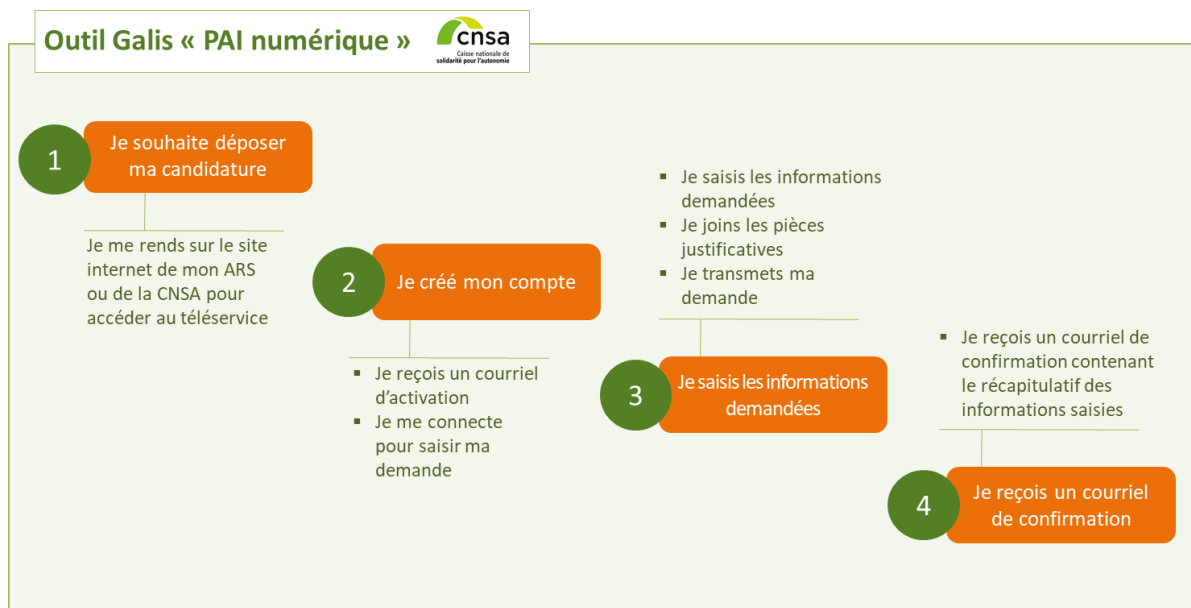 Outil Galis « PAI numérique »
cnsa
Caisse nationale de
solidarité pour l'autonomie
1
Je souhaite déposer
ma candidature
Je me rends sur le site
internet de mon ARS
ou de la CNSA pour
accéder au téléservice
2
Je créé mon compte
▪ Je reçois un courriel
d'activation
▪ Je me connecte
pour saisir ma
demande
▪ Je saisis les informations
demandées
▪ Je joins les pièces
justificatives
▪ Je transmets ma
demande
3
Je saisis les informations
demandées
▪ Je reçois un courriel de
confirmation contenant
le récapitulatif des
informations saisies
4
Je reçois un courriel
de confirmation